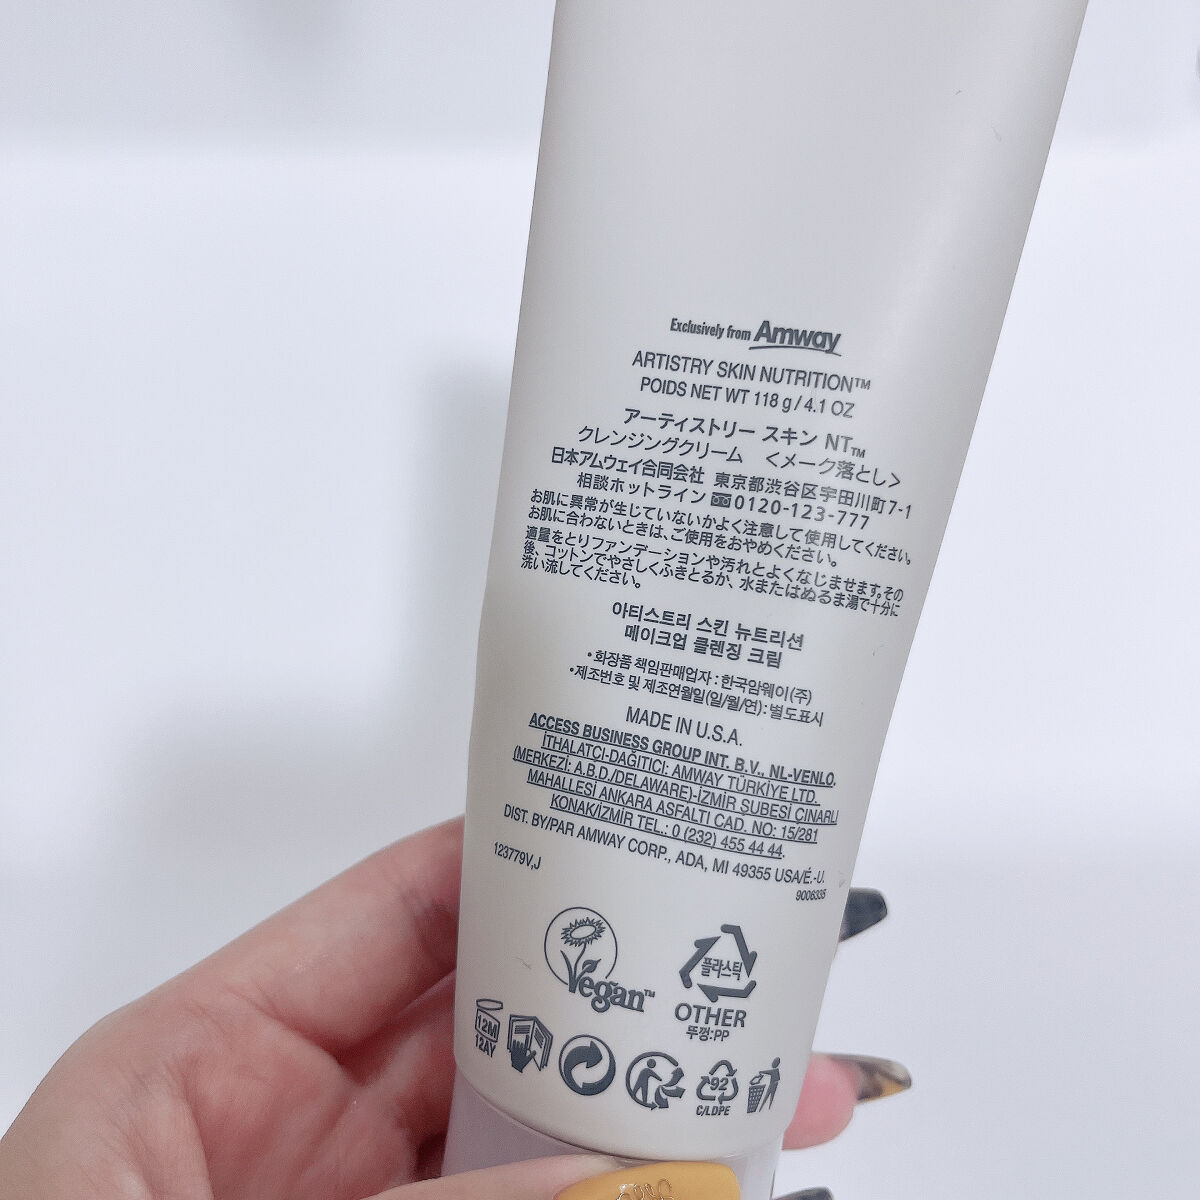 Exclusively from Amway
ARTISTRY SKIN NUTRITION™
POIDS NET WT 118 g / 4.1 OZ
アーティストリー スキン NT™
クレンジングクリーム <メーク落とし>
日本アムウェイ合同会社 東京都渋谷区宇田川町7-1
相談ホットライン 0120-123-777
お肌に異常が生じていないかよく注意して使用してください。
お肌に合わないときは、ご使用をおやめください。
適量をとりファンデーションや汚れとよくなじませます。その
後、コットンでやさしくふきとるか、水またはぬるま湯で十分に
洗い流してください。
아티스트리 스킨 뉴트리션
메이크업 클렌징 크림
•화장품 책임판매업자 : 한국암웨이(주)
•제조번호 및 제조연월일(일/월/연) : 별도표시
MADE IN U.S.A.
ACCESS BUSINESS GROUP INT. B.V., NL-VENLO.
İTHALATCI-DAĞITICI: AMWAY TÜRKİYE LTD.
(MERKEZİ: A.B.D./DELAWARE)-İZMİR ŞUBESİ ÇINARLI
MAHALLESİ ANKARA ASFALTI CAD. NO: 15/281
KONAK/İZMİR TEL.: 0 (232) 455 44 44.
DIST. BY/PAR AMWAY CORP., ADA, MI 49355 USA/É.-U.
123779V,J
9006335
Vegan™
플라스틱
OTHER
뚜껑:PP
12M
12AY
92
C/LDPE